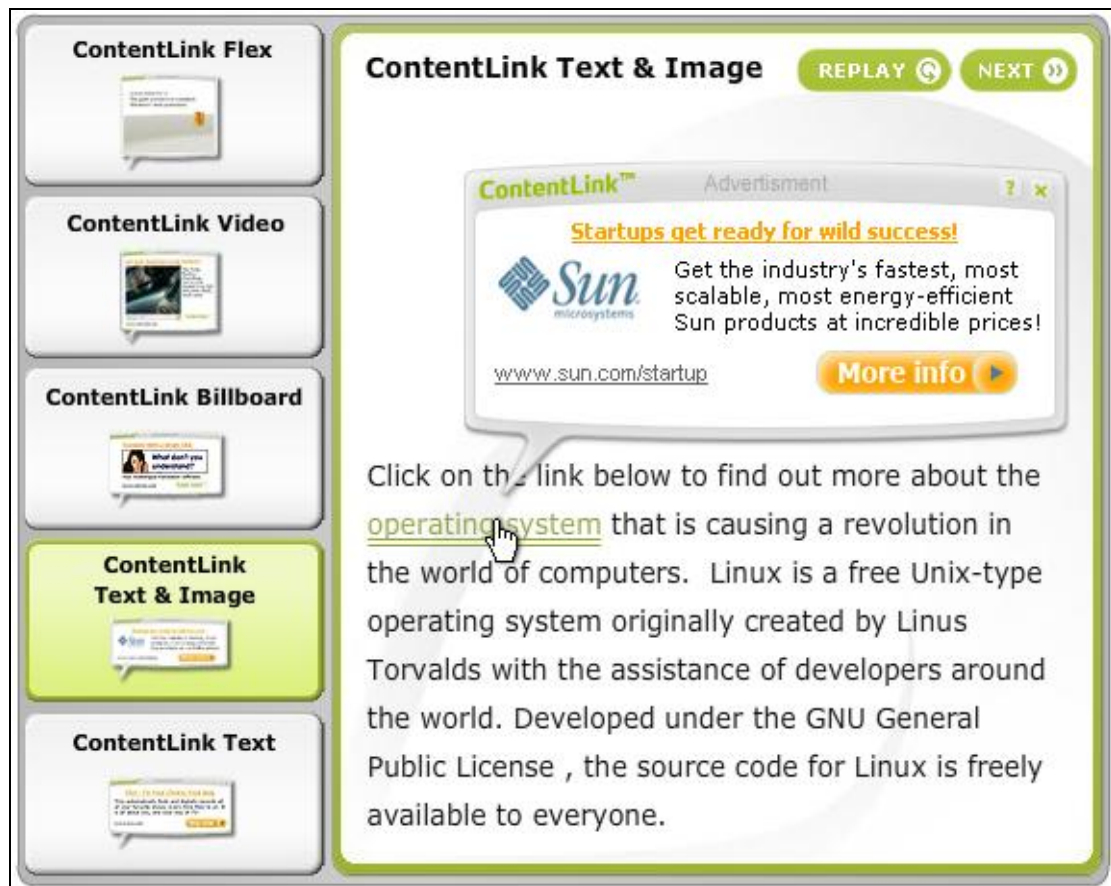 ContentLink Flex
ContentLink Video
ContentLink Billboard
What don't you
understand?
ContentLink
Text & Image
Sun
ContentLink Text
ContentLink Text & Image
REPLAY
NEXT
ContentLink™ Advertisment ? x
Startups get ready for wild success!
Sun
microsystems
Get the industry's fastest, most
scalable, most energy-efficient
Sun products at incredible prices!
www.sun.com/startup
More info
Click on the link below to find out more about the
operating system that is causing a revolution in
the world of computers. Linux is a free Unix-type
operating system originally created by Linus
Torvalds with the assistance of developers around
the world. Developed under the GNU General
Public License , the source code for Linux is freely
available to everyone.